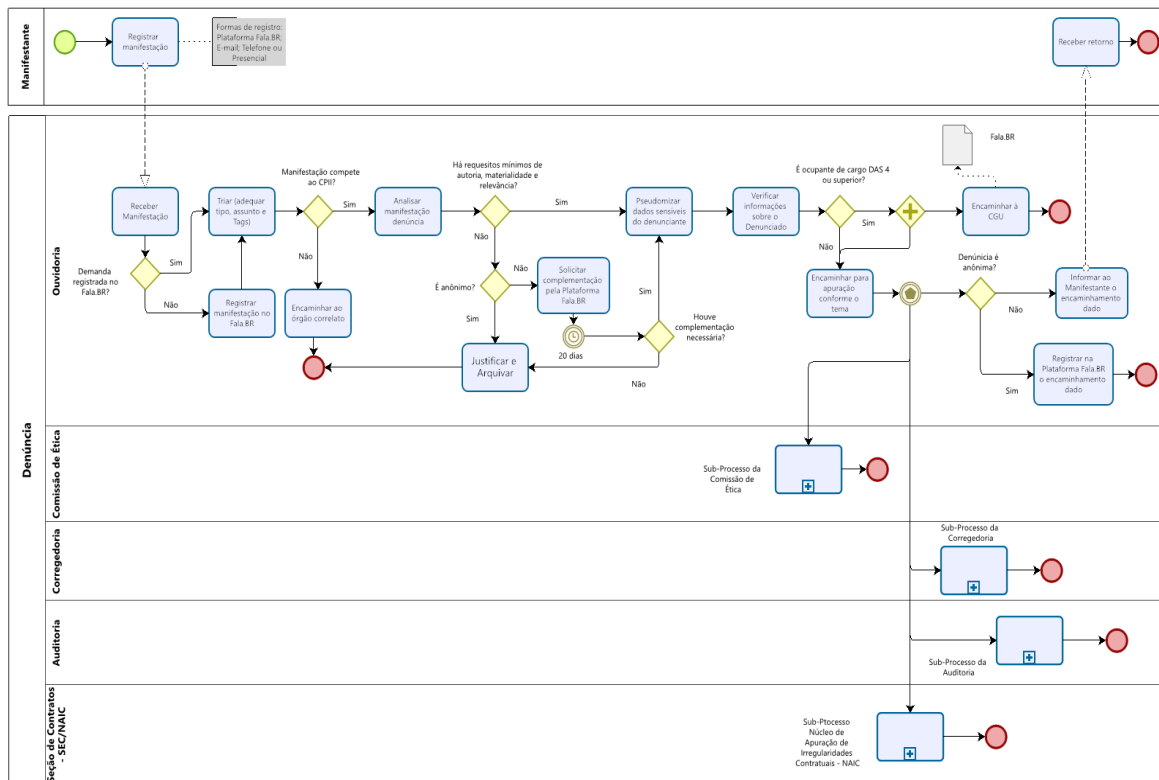 Manifestante
Registrar
manifestação
Formas de registro:
Plataforma Fala.BR;
E-mail; Telefone ou
Presencial
Receber retorno
Denúncia
Ouvidoria
Receber
Manifestação
Demanda
registrada no
Fala.BR?
Sim
Não
Triar (adequar
tipo, assunto e
Tags)
Registrar
manifestação no
Fala.BR
Manifestação compete
ao CPII?
Sim
Não
Encaminhar ao
órgão correlato
Analisar
manifestação
denúncia
Há requesitos mínimos de
autoria, materialidade e
relevância?
Sim
Não
É anônimo?
Não
Sim
Solicitar
complementação
pela Plataforma
Fala.BR
20 dias
Justificar e
Arquivar
Houve
complementação
necessária?
Sim
Não
Pseudomizar
dados sensíveis
do denunciante
Verificar
informações
sobre o
Denunciado
É ocupante de cargo DAS 4
ou superior?
Sim
Não
Fala.BR
Encaminhar à
CGU
Encaminhar para
apuração
conforme o
tema
Denúnicia é
anônima?
Não
Sim
Informar ao
Manifestante o
encaminhamento
dado
Registrar na
Plataforma Fala.BR
o encaminhamento
dado
Comissão de Ética
Sub-Processo da
Comissão de
Ética
Corregedoria
Sub-Processo da
Corregedoria
Auditoria
Sub-Processo da
Auditoria
Seção de Contratos
- SEC/NAIC
Sub-Ptocesso
Núcleo de
Apuração de
Irregularidades
Contratuais - NAIC